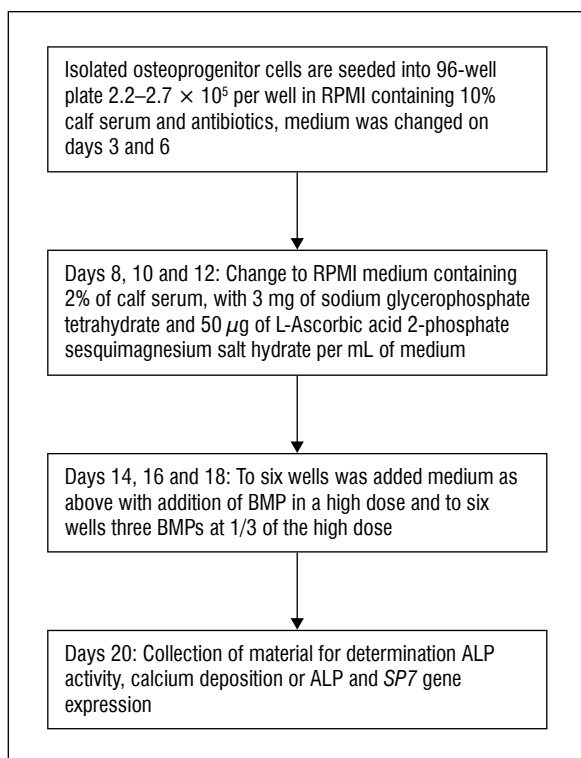 Isolated osteoprogenitor cells are seeded into 96-well
plate 2.2–2.7 × 10⁵ per well in RPMI containing 10%
calf serum and antibiotics, medium was changed on
days 3 and 6
Days 8, 10 and 12: Change to RPMI medium containing
2% of calf serum, with 3 mg of sodium glycerophosphate
tetrahydrate and 50 μg of L-Ascorbic acid 2-phosphate
sesquimagnesium salt hydrate per mL of medium
Days 14, 16 and 18: To six wells was added medium as
above with addition of BMP in a high dose and to six
wells three BMPs at 1/3 of the high dose
Days 20: Collection of material for determination ALP
activity, calcium deposition or ALP and SP7 gene
expression